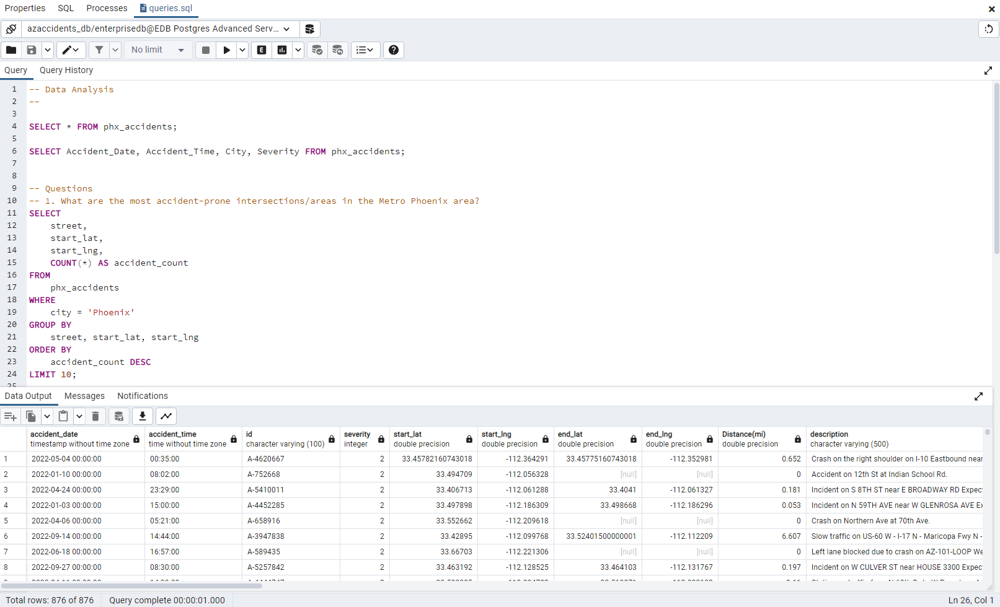 Properties SQL Processes queries.sql
azaccidents_db/enterprisedb@EDB Postgres Advanced Serv...
No limit
Query Query History
1 -- Data Analysis
2 --
3
4 SELECT * FROM phx_accidents;
5
6 SELECT Accident_Date, Accident_Time, City, Severity FROM phx_accidents;
7
8
9 -- Questions
10 -- 1. What are the most accident-prone intersections/areas in the Metro Phoenix area?
11 SELECT
12 street,
13 start_lat,
14 start_lng,
15 COUNT(*) AS accident_count
16 FROM
17 phx_accidents
18 WHERE
19 city = 'Phoenix'
20 GROUP BY
21 street, start_lat, start_lng
22 ORDER BY
23 accident_count DESC
24 LIMIT 10;
25
Data Output Messages Notifications
accident_date accident_time id severity start_lat start_lng end_lat end_lng Distance(mi) description
timestamp without time zone time without time zone character varying (100) integer double precision double precision double precision double precision double precision character varying (500)
1 2022-05-04 00:00:00 00:35:00 A-4620667 2 33.45782160743018 -112.364291 33.45775160743018 -112.352981 0.652 Crash on the right shoulder on I-10 Eastbound near
2 2022-01-10 00:00:00 08:02:00 A-752668 2 33.494709 -112.056328 [null] [null] 0 Accident on 12th St at Indian School Rd.
3 2022-04-24 00:00:00 23:29:00 A-5410011 2 33.406713 -112.061288 33.4041 -112.061327 0.181 Incident on S 8TH ST near E BROADWAY RD Expec
4 2022-01-03 00:00:00 15:00:00 A-4452285 2 33.497898 -112.186309 33.498668 -112.186296 0.053 Incident on N 59TH AVE near W GLENROSA AVE Ex
5 2022-04-06 00:00:00 05:21:00 A-658916 2 33.552662 -112.209618 [null] [null] 0 Crash on Northern Ave at 70th Ave.
6 2022-09-14 00:00:00 14:44:00 A-3947838 2 33.42895 -112.099768 33.52401500000001 -112.112209 6.607 Slow traffic on US-60 W - I-17 N - Maricopa Fwy N -
7 2022-06-18 00:00:00 16:57:00 A-589435 2 33.66703 -112.221306 [null] [null] 0 Left lane blocked due to crash on AZ-101-LOOP We
8 2022-09-27 00:00:00 08:30:00 A-5257842 2 33.463192 -112.128525 33.464103 -112.131767 0.197 Incident on W CULVER ST near HOUSE 3300 Expec
Total rows: 876 of 876 Query complete 00:00:01.000 Ln 26, Col 1